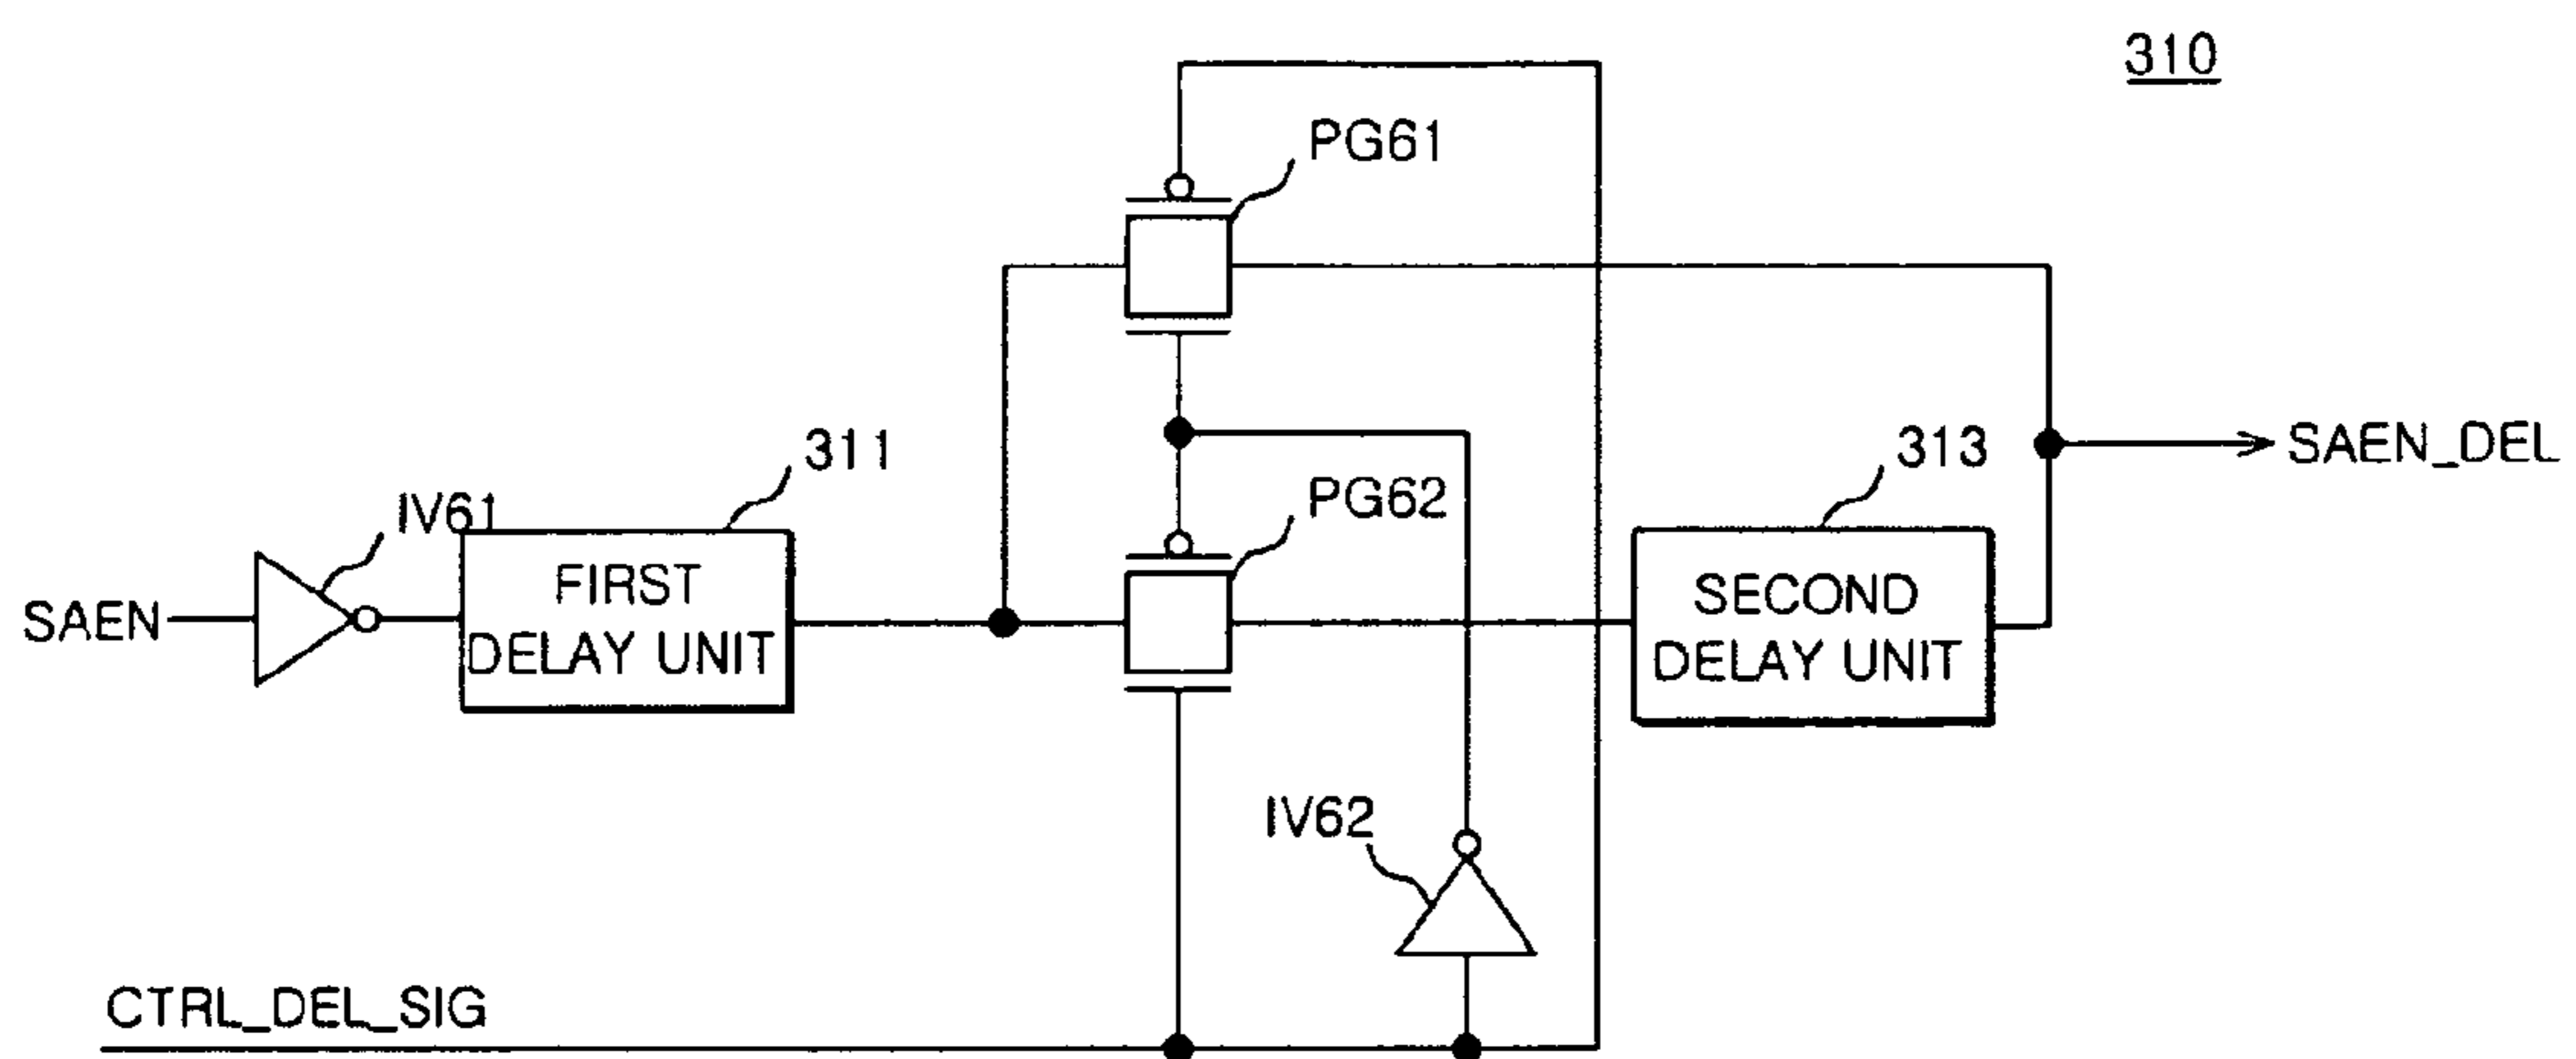 310
PG61
311
313
SAEN_DEL
PG62
IV61
FIRST
DELAY UNIT
SECOND
DELAY UNIT
SAEN
IV62
CTRL_DEL_SIG